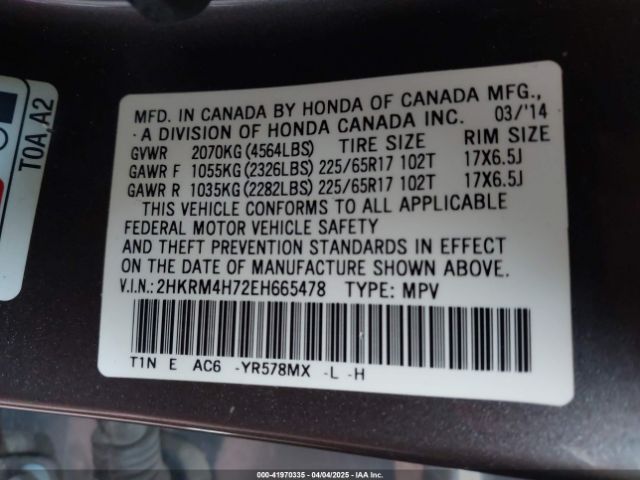 MFD. IN CANADA BY HONDA OF CANADA MFG.,
A DIVISION OF HONDA CANADA INC. 03/'14
GVWR 2070KG (4564LBS) TIRE SIZE RIM SIZE
GAWR F 1055KG (2326LBS) 225/65R17 102T 17X6.5J
GAWR R 1035KG (2282LBS) 225/65R17 102T 17X6.5J
THIS VEHICLE CONFORMS TO ALL APPLICABLE
FEDERAL MOTOR VEHICLE SAFETY
AND THEFT PREVENTION STANDARDS IN EFFECT
ON THE DATE OF MANUFACTURE SHOWN ABOVE.
V.I.N.: 2HKRM4H72EH665478 TYPE: MPV
T1N E AC6 -YR578MX -L -H
T0A,A2
00-41970335 - 04/04/2025 - IAA Inc.